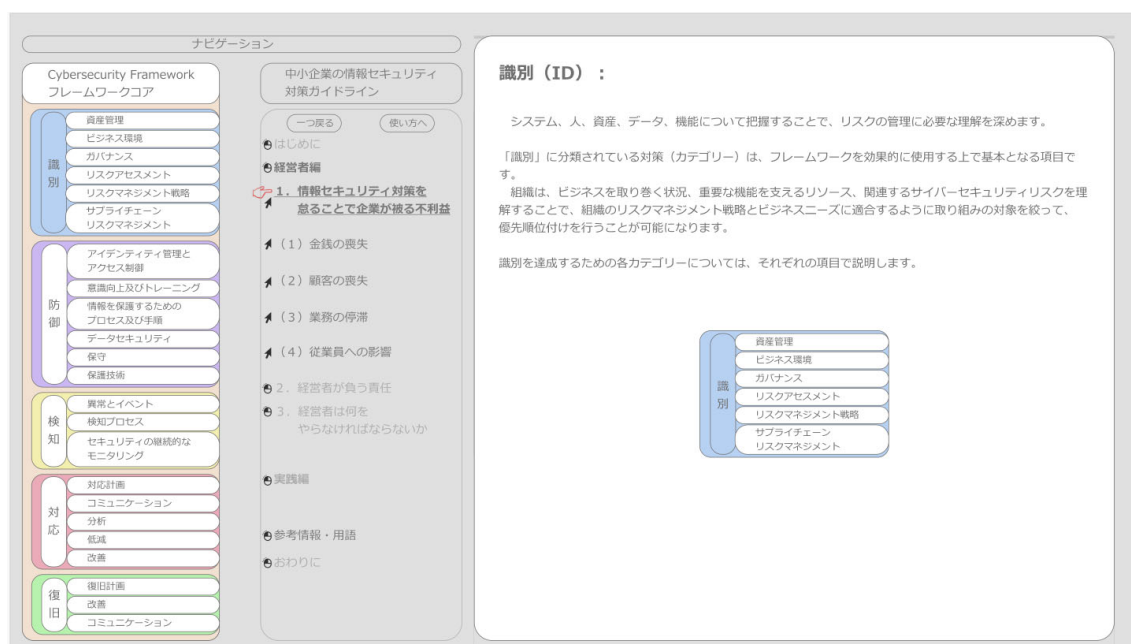 ナビゲーション
Cybersecurity Framework
フレームワークコア
識別
資産管理
ビジネス環境
ガバナンス
リスクアセスメント
リスクマネジメント戦略
サプライチェーン
リスクマネジメント
防御
アイデンティティ管理と
アクセス制御
意識向上及びトレーニング
情報を保護するための
プロセス及び手順
データセキュリティ
保守
保護技術
検知
異常とイベント
検知プロセス
セキュリティの継続的な
モニタリング
対応
対応計画
コミュニケーション
分析
低減
改善
復旧
復旧計画
改善
コミュニケーション
中小企業の情報セキュリティ
対策ガイドライン
一つ戻る
使い方へ
はじめに
経営者編
1．情報セキュリティ対策を
怠ることで企業が被る不利益
（1）金銭の喪失
（2）顧客の喪失
（3）業務の停滞
（4）従業員への影響
2．経営者が負う責任
3．経営者は何を
やらなければならないか
実践編
参考情報・用語
おわりに
識別（ID）：
システム、人、資産、データ、機能について把握することで、リスクの管理に必要な理解を深めます。
「識別」に分類されている対策（カテゴリー）は、フレームワークを効果的に使用する上で基本となる項目で
す。
組織は、ビジネスを取り巻く状況、重要な機能を支えるリソース、関連するサイバーセキュリティリスクを理
解することで、組織のリスクマネジメント戦略とビジネスニーズに適合するように取り組みの対象を絞って、
優先順位付けを行うことが可能になります。
識別を達成するための各カテゴリーについては、それぞれの項目で説明します。
識別
資産管理
ビジネス環境
ガバナンス
リスクアセスメント
リスクマネジメント戦略
サプライチェーン
リスクマネジメント